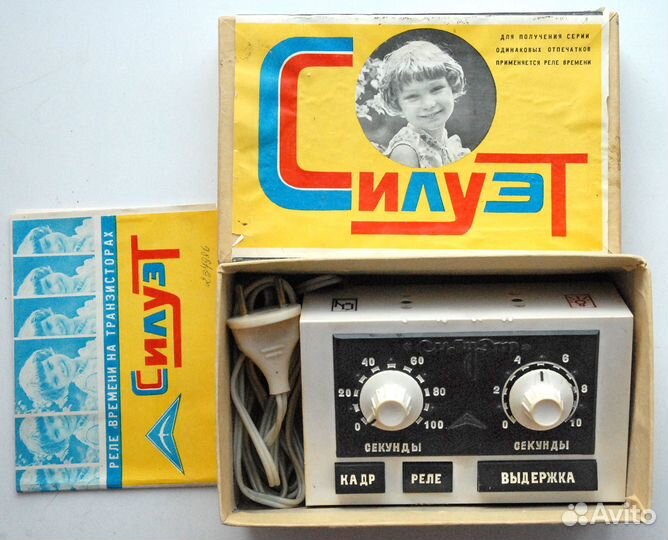 ДЛЯ ПОЛУЧЕНИЯ СЕРИИ
ОДИНАКОВЫХ ОТПЕЧАТКОВ
ПРИМЕНЯЕТСЯ РЕЛЕ ВРЕМЕНИ
Силуэт
РЕЛЕ ВРЕМЕНИ НА ТРАНЗИСТОРАХ
Силуэт
Силуэт
0 20 40 60 80 100
СЕКУНДЫ
0 2 4 6 8 10
СЕКУНДЫ
КАДР РЕЛЕ ВЫДЕРЖКА
Avito